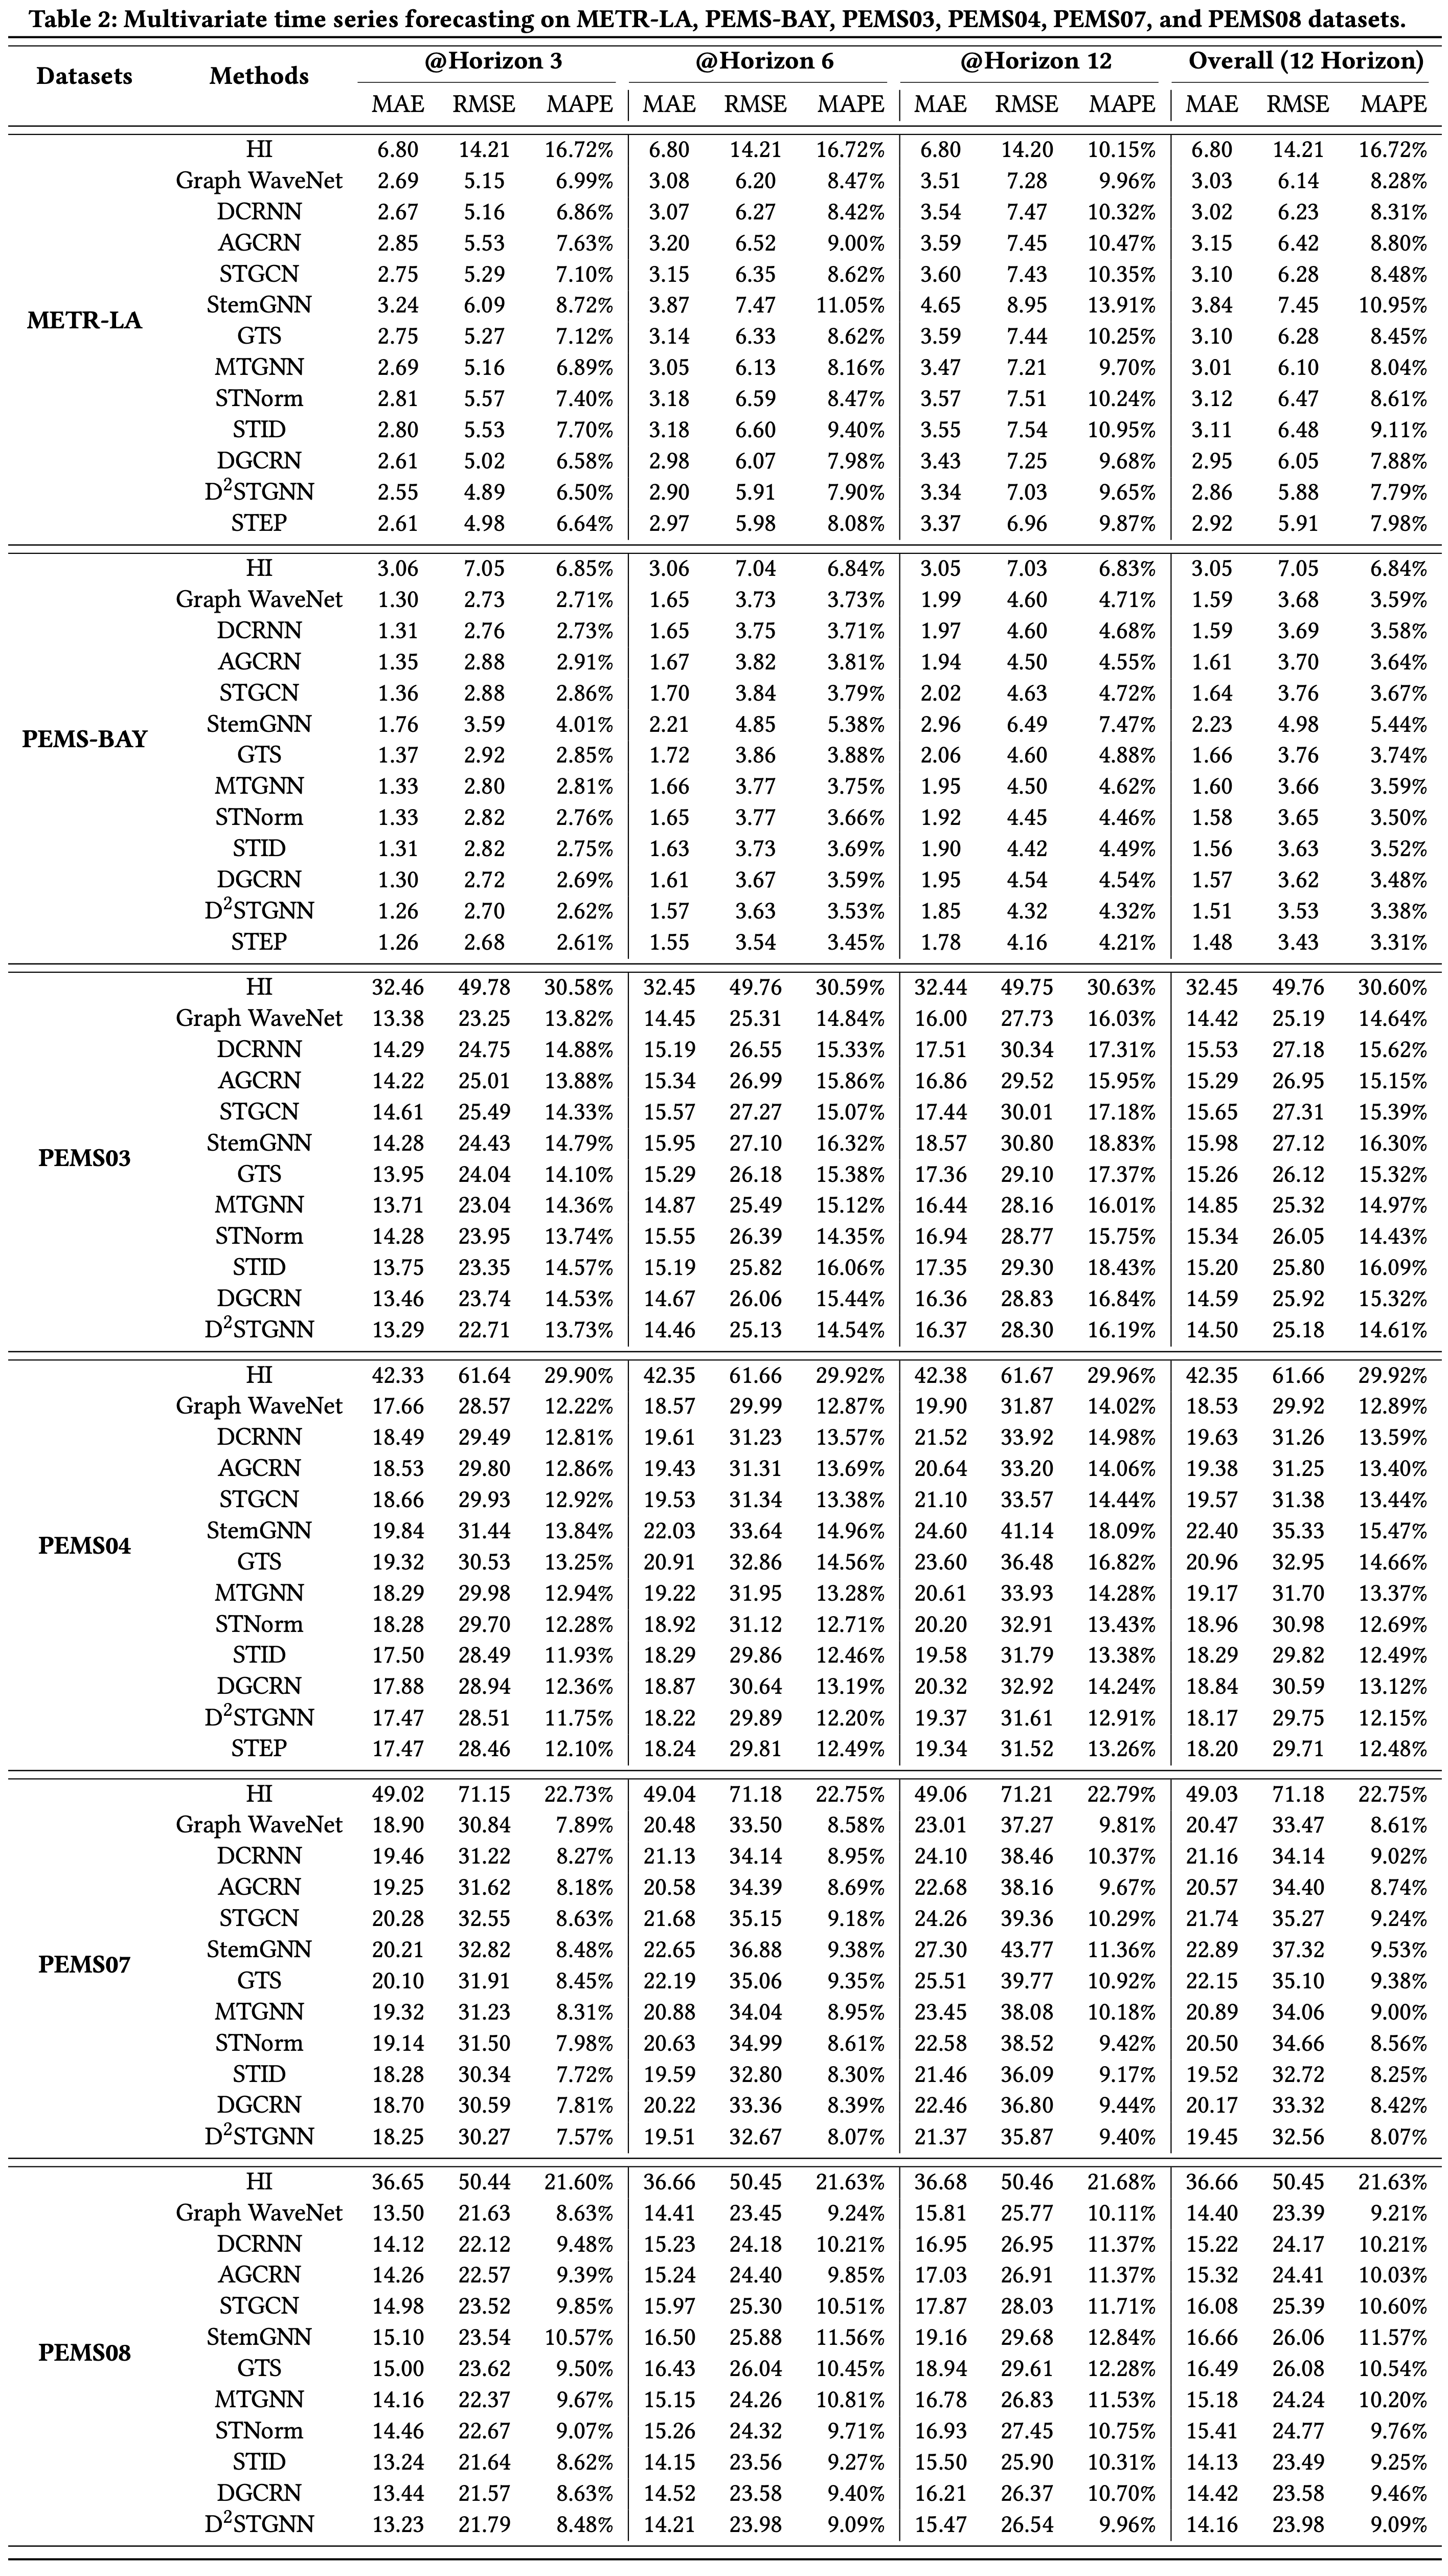 Table 2: Multivariate time series forecasting on METR-LA, PEMS-BAY, PEMS03, PEMS04, PEMS07, and PEMS08 datasets.
Datasets Methods @Horizon 3 @Horizon 6 @Horizon 12 Overall (12 Horizon)
MAE RMSE MAPE MAE RMSE MAPE MAE RMSE MAPE MAE RMSE MAPE
METR-LA
HI 6.80 14.21 16.72% 6.80 14.21 16.72% 6.80 14.20 10.15% 6.80 14.21 16.72%
Graph WaveNet 2.69 5.15 6.99% 3.08 6.20 8.47% 3.51 7.28 9.96% 3.03 6.14 8.28%
DCRNN 2.67 5.16 6.86% 3.07 6.27 8.42% 3.54 7.47 10.32% 3.02 6.23 8.31%
AGCRN 2.85 5.53 7.63% 3.20 6.52 9.00% 3.59 7.45 10.47% 3.15 6.42 8.80%
STGCN 2.75 5.29 7.10% 3.15 6.35 8.62% 3.60 7.43 10.35% 3.10 6.28 8.48%
StemGNN 3.24 6.09 8.72% 3.87 7.47 11.05% 4.65 8.95 13.91% 3.84 7.45 10.95%
GTS 2.75 5.27 7.12% 3.14 6.33 8.62% 3.59 7.44 10.25% 3.10 6.28 8.45%
MTGNN 2.69 5.16 6.89% 3.05 6.13 8.16% 3.47 7.21 9.70% 3.01 6.10 8.04%
STNorm 2.81 5.57 7.40% 3.18 6.59 8.47% 3.57 7.51 10.24% 3.12 6.47 8.61%
STID 2.80 5.53 7.70% 3.18 6.60 9.40% 3.55 7.54 10.95% 3.11 6.48 9.11%
DGCRN 2.61 5.02 6.58% 2.98 6.07 7.98% 3.43 7.25 9.68% 2.95 6.05 7.88%
D²STGNN 2.55 4.89 6.50% 2.90 5.91 7.90% 3.34 7.03 9.65% 2.86 5.88 7.79%
STEP 2.61 4.98 6.64% 2.97 5.98 8.08% 3.37 6.96 9.87% 2.92 5.91 7.98%
PEMS-BAY
HI 3.06 7.05 6.85% 3.06 7.04 6.84% 3.05 7.03 6.83% 3.05 7.05 6.84%
Graph WaveNet 1.30 2.73 2.71% 1.65 3.73 3.73% 1.99 4.60 4.71% 1.59 3.68 3.59%
DCRNN 1.31 2.76 2.73% 1.65 3.75 3.71% 1.97 4.60 4.68% 1.59 3.69 3.58%
AGCRN 1.35 2.88 2.91% 1.67 3.82 3.81% 1.94 4.50 4.55% 1.61 3.70 3.64%
STGCN 1.36 2.88 2.86% 1.70 3.84 3.79% 2.02 4.63 4.72% 1.64 3.76 3.67%
StemGNN 1.76 3.59 4.01% 2.21 4.85 5.38% 2.96 6.49 7.47% 2.23 4.98 5.44%
GTS 1.37 2.92 2.85% 1.72 3.86 3.88% 2.06 4.60 4.88% 1.66 3.76 3.74%
MTGNN 1.33 2.80 2.81% 1.66 3.77 3.75% 1.95 4.50 4.62% 1.60 3.66 3.59%
STNorm 1.33 2.82 2.76% 1.65 3.77 3.66% 1.92 4.45 4.46% 1.58 3.65 3.50%
STID 1.31 2.82 2.75% 1.63 3.73 3.69% 1.90 4.42 4.49% 1.56 3.63 3.52%
DGCRN 1.30 2.72 2.69% 1.61 3.67 3.59% 1.95 4.54 4.54% 1.57 3.62 3.48%
D²STGNN 1.26 2.70 2.62% 1.57 3.63 3.53% 1.85 4.32 4.32% 1.51 3.53 3.38%
STEP 1.26 2.68 2.61% 1.55 3.54 3.45% 1.78 4.16 4.21% 1.48 3.43 3.31%
PEMS03
HI 32.46 49.78 30.58% 32.45 49.76 30.59% 32.44 49.75 30.63% 32.45 49.76 30.60%
Graph WaveNet 13.38 23.25 13.82% 14.45 25.31 14.84% 16.00 27.73 16.03% 14.42 25.19 14.64%
DCRNN 14.29 24.75 14.88% 15.19 26.55 15.33% 17.51 30.34 17.31% 15.53 27.18 15.62%
AGCRN 14.22 25.01 13.88% 15.34 26.99 15.86% 16.86 29.52 15.95% 15.29 26.95 15.15%
STGCN 14.61 25.49 14.33% 15.57 27.27 15.07% 17.44 30.01 17.18% 15.65 27.31 15.39%
StemGNN 14.28 24.43 14.79% 15.95 27.10 16.32% 18.57 30.80 18.83% 15.98 27.12 16.30%
GTS 13.95 24.04 14.10% 15.29 26.18 15.38% 17.36 29.10 17.37% 15.26 26.12 15.32%
MTGNN 13.71 23.04 14.36% 14.87 25.49 15.12% 16.44 28.16 16.01% 14.85 25.32 14.97%
STNorm 14.28 23.95 13.74% 15.55 26.39 14.35% 16.94 28.77 15.75% 15.34 26.05 14.43%
STID 13.75 23.35 14.57% 15.19 25.82 16.06% 17.35 29.30 18.43% 15.20 25.80 16.09%
DGCRN 13.46 23.74 14.53% 14.67 26.06 15.44% 16.36 28.83 16.84% 14.59 25.92 15.32%
D²STGNN 13.29 22.71 13.73% 14.46 25.13 14.54% 16.37 28.30 16.19% 14.50 25.18 14.61%
PEMS04
HI 42.33 61.64 29.90% 42.35 61.66 29.92% 42.38 61.67 29.96% 42.35 61.66 29.92%
Graph WaveNet 17.66 28.57 12.22% 18.57 29.99 12.87% 19.90 31.87 14.02% 18.53 29.92 12.89%
DCRNN 18.49 29.49 12.81% 19.61 31.23 13.57% 21.52 33.92 14.98% 19.63 31.26 13.59%
AGCRN 18.53 29.80 12.86% 19.43 31.31 13.69% 20.64 33.20 14.06% 19.38 31.25 13.40%
STGCN 18.66 29.93 12.92% 19.53 31.34 13.38% 21.10 33.57 14.44% 19.57 31.38 13.44%
StemGNN 19.84 31.44 13.84% 22.03 33.64 14.96% 24.60 41.14 18.09% 22.40 35.33 15.47%
GTS 19.32 30.53 13.25% 20.91 32.86 14.56% 23.60 36.48 16.82% 20.96 32.95 14.66%
MTGNN 18.29 29.98 12.94% 19.22 31.95 13.28% 20.61 33.93 14.28% 19.17 31.70 13.37%
STNorm 18.28 29.70 12.28% 18.92 31.12 12.71% 20.20 32.91 13.43% 18.96 30.98 12.69%
STID 17.50 28.49 11.93% 18.29 29.86 12.46% 19.58 31.79 13.38% 18.29 29.82 12.49%
DGCRN 17.88 28.94 12.36% 18.87 30.64 13.19% 20.32 32.92 14.24% 18.84 30.59 13.12%
D²STGNN 17.47 28.51 11.75% 18.22 29.89 12.20% 19.37 31.61 12.91% 18.17 29.75 12.15%
STEP 17.47 28.46 12.10% 18.24 29.81 12.49% 19.34 31.52 13.26% 18.20 29.71 12.48%
PEMS07
HI 49.02 71.15 22.73% 49.04 71.18 22.75% 49.06 71.21 22.79% 49.03 71.18 22.75%
Graph WaveNet 18.90 30.84 7.89% 20.48 33.50 8.58% 23.01 37.27 9.81% 20.47 33.47 8.61%
DCRNN 19.46 31.22 8.27% 21.13 34.14 8.95% 24.10 38.46 10.37% 21.16 34.14 9.02%
AGCRN 19.25 31.62 8.18% 20.58 34.39 8.69% 22.68 38.16 9.67% 20.57 34.40 8.74%
STGCN 20.28 32.55 8.63% 21.68 35.15 9.18% 24.26 39.36 10.29% 21.74 35.27 9.24%
StemGNN 20.21 32.82 8.48% 22.65 36.88 9.38% 27.30 43.77 11.36% 22.89 37.32 9.53%
GTS 20.10 31.91 8.45% 22.19 35.06 9.35% 25.51 39.77 10.92% 22.15 35.10 9.38%
MTGNN 19.32 31.23 8.31% 20.88 34.04 8.95% 23.45 38.08 10.18% 20.89 34.06 9.00%
STNorm 19.14 31.50 7.98% 20.63 34.99 8.61% 22.58 38.52 9.42% 20.50 34.66 8.56%
STID 18.28 30.34 7.72% 19.59 32.80 8.30% 21.46 36.09 9.17% 19.52 32.72 8.25%
DGCRN 18.70 30.59 7.81% 20.22 33.36 8.39% 22.46 36.80 9.44% 20.17 33.32 8.42%
D²STGNN 18.25 30.27 7.57% 19.51 32.67 8.07% 21.37 35.87 9.40% 19.45 32.56 8.07%
PEMS08
HI 36.65 50.44 21.60% 36.66 50.45 21.63% 36.68 50.46 21.68% 36.66 50.45 21.63%
Graph WaveNet 13.50 21.63 8.63% 14.41 23.45 9.24% 15.81 25.77 10.11% 14.40 23.39 9.21%
DCRNN 14.12 22.12 9.48% 15.23 24.18 10.21% 16.95 26.95 11.37% 15.22 24.17 10.21%
AGCRN 14.26 22.57 9.39% 15.24 24.40 9.85% 17.03 26.91 11.37% 15.32 24.41 10.03%
STGCN 14.98 23.52 9.85% 15.97 25.30 10.51% 17.87 28.03 11.71% 16.08 25.39 10.60%
StemGNN 15.10 23.54 10.57% 16.50 25.88 11.56% 19.16 29.68 12.84% 16.66 26.06 11.57%
GTS 15.00 23.62 9.50% 16.43 26.04 10.45% 18.94 29.61 12.28% 16.49 26.08 10.54%
MTGNN 14.16 22.37 9.67% 15.15 24.26 10.81% 16.78 26.83 11.53% 15.18 24.24 10.20%
STNorm 14.46 22.67 9.07% 15.26 24.32 9.71% 16.93 27.45 10.75% 15.41 24.77 9.76%
STID 13.24 21.64 8.62% 14.15 23.56 9.27% 15.50 25.90 10.31% 14.13 23.49 9.25%
DGCRN 13.44 21.57 8.63% 14.52 23.58 9.40% 16.21 26.37 10.70% 14.42 23.58 9.46%
D²STGNN 13.23 21.79 8.48% 14.21 23.98 9.09% 15.47 26.54 9.96% 14.16 23.98 9.09%